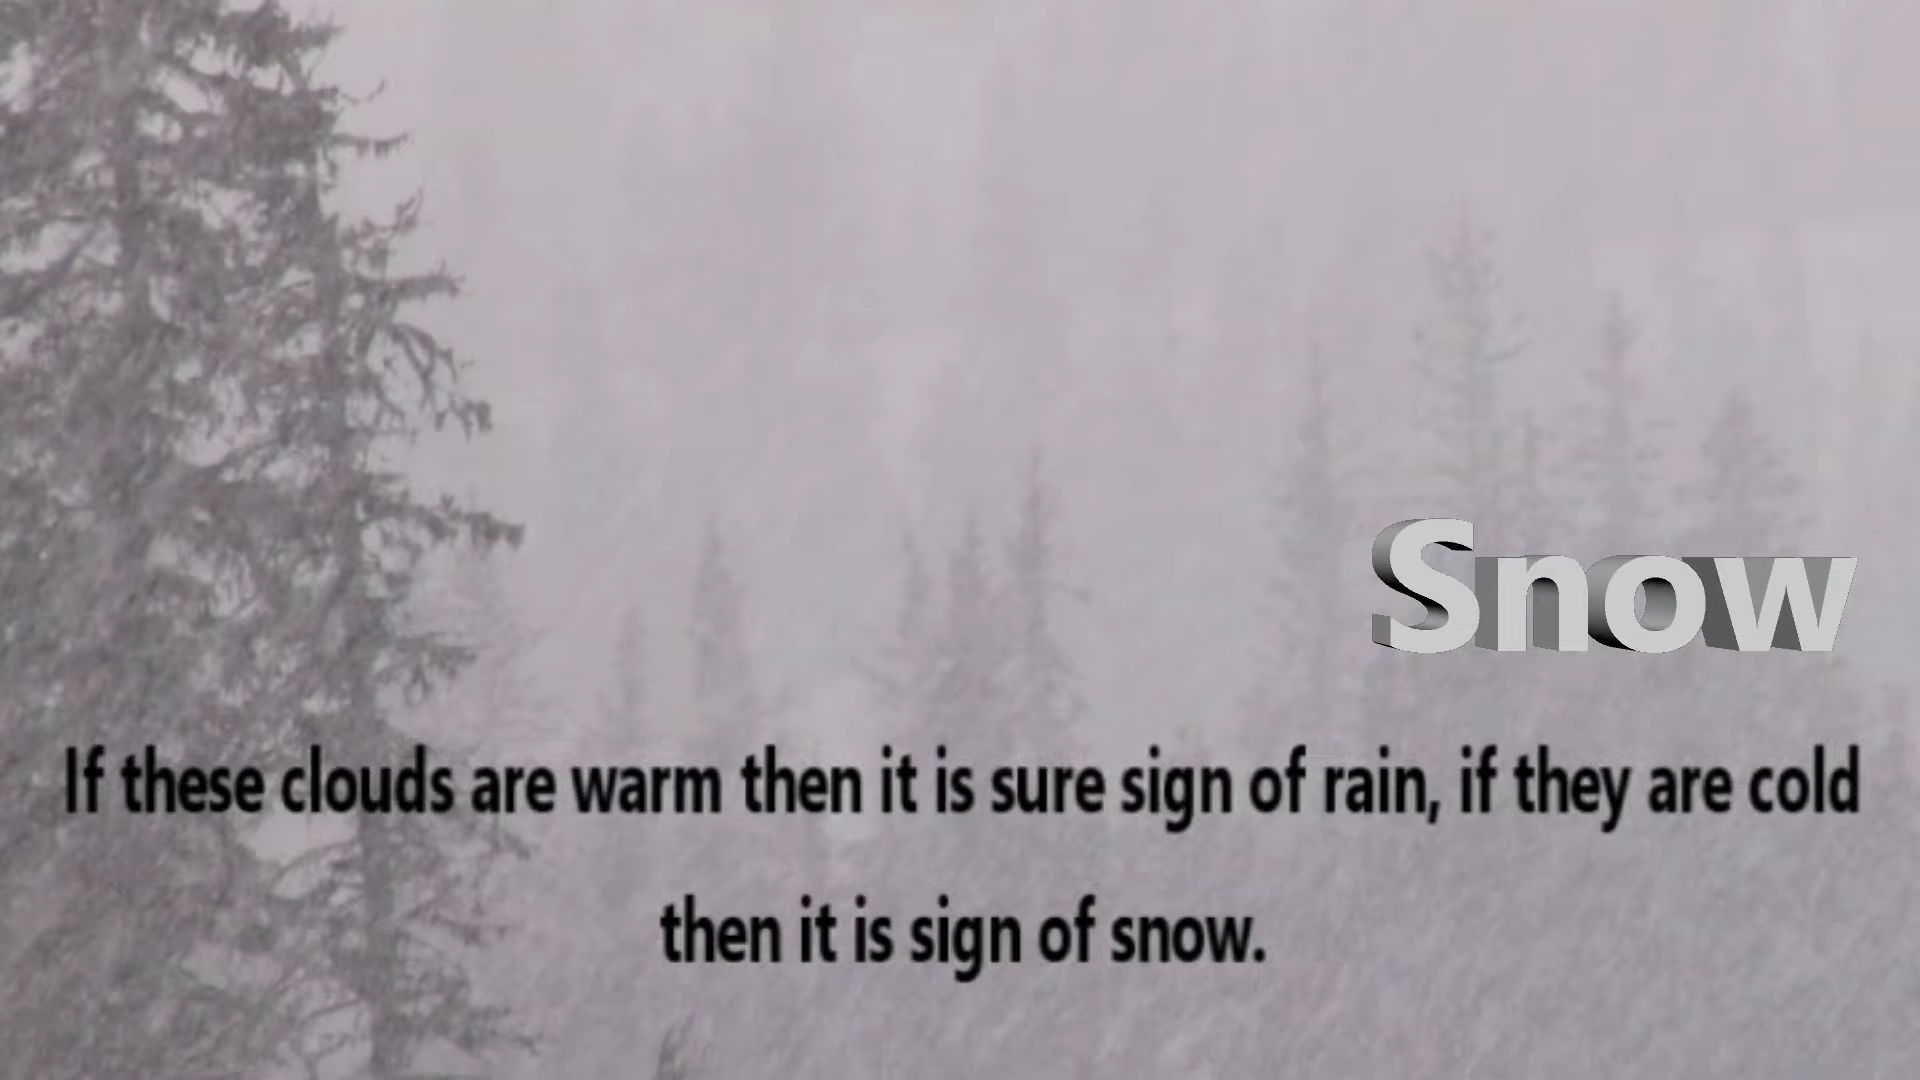 Snow
If these clouds are warm then it is sure sign of rain, if they are cold
then it is sign of snow.